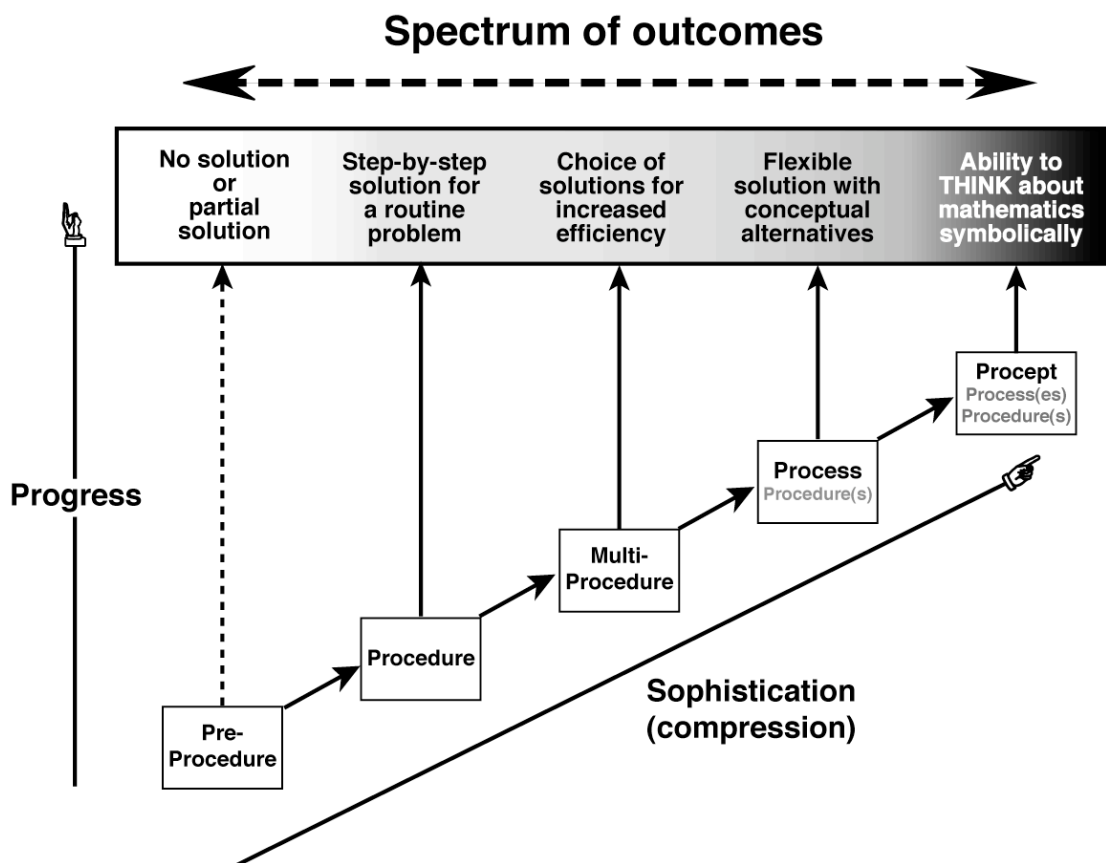 Spectrum of outcomes
No solution
or
partial
solution
Step-by-step
solution for
a routine
problem
Choice of
solutions for
increased
efficiency
Flexible
solution with
conceptual
alternatives
Ability to
THINK about
mathematics
symbolically
Progress
Pre-
Procedure
Procedure
Multi-
Procedure
Process
Procedure(s)
Procept
Process(es)
Procedure(s)
Sophistication
(compression)